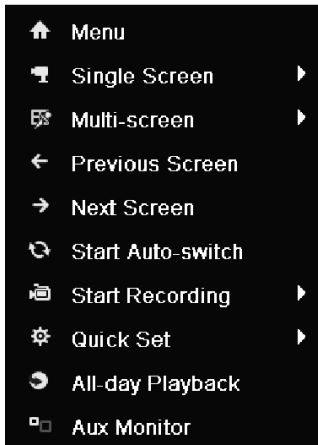 Menu
Single Screen
Multi-screen
Previous Screen
Next Screen
Start Auto-switch
Start Recording
Quick Set
All-day Playback
Aux Monitor